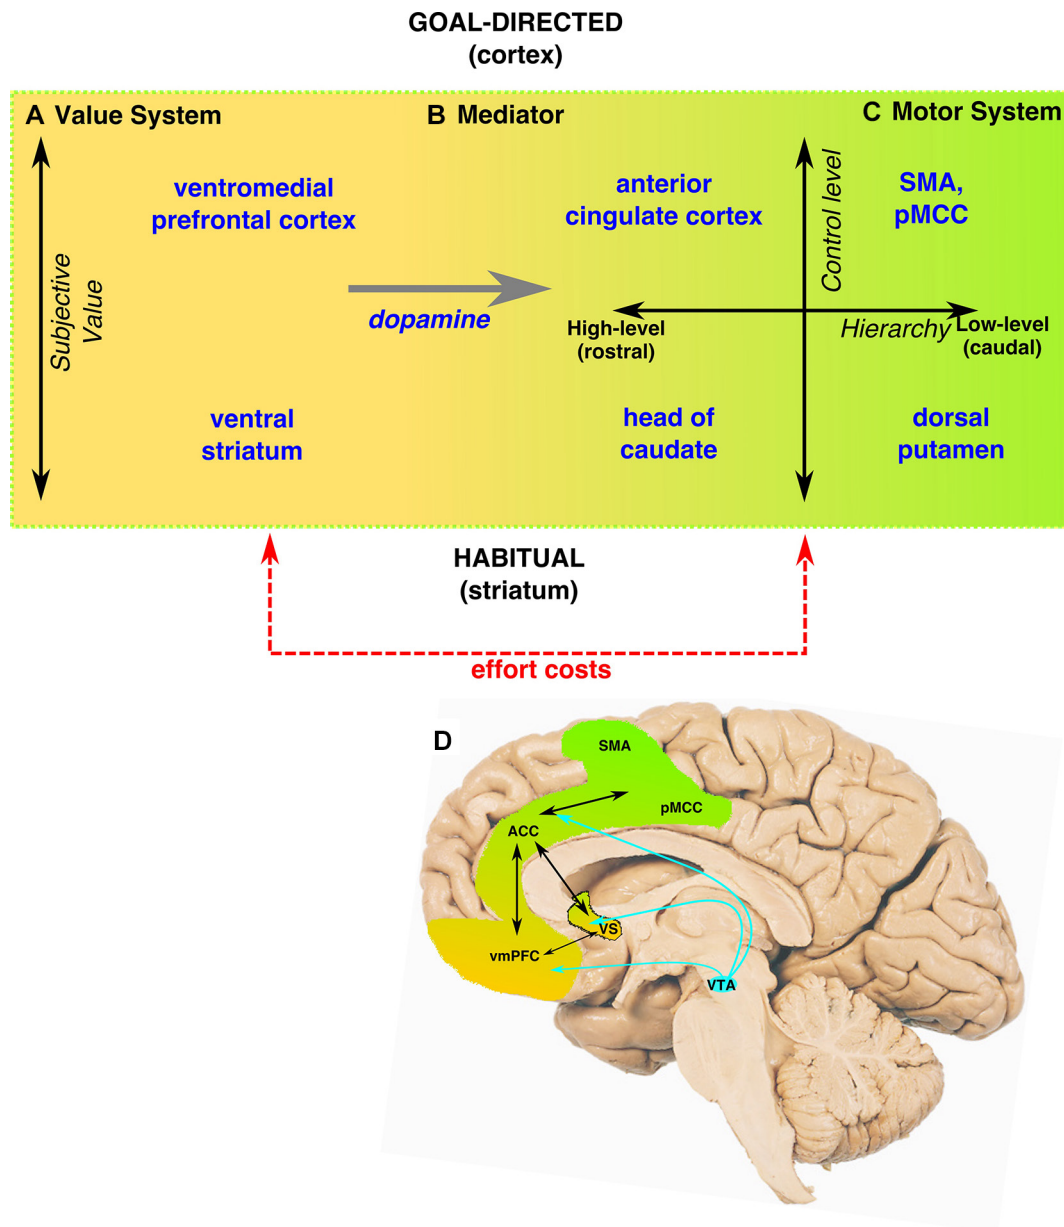 GOAL-DIRECTED
(cortex)
A Value System
B Mediator
C Motor System
ventromedial
prefrontal cortex
anterior
cingulate cortex
SMA,
pMCC
Subjective
Value
Control level
dopamine
High-level
(rostral)
Hierarchy
Low-level
(caudal)
ventral
striatum
head of
caudate
dorsal
putamen
HABITUAL
(striatum)
effort costs
D
SMA
pMCC
ACC
VS
vmPFC
VTA